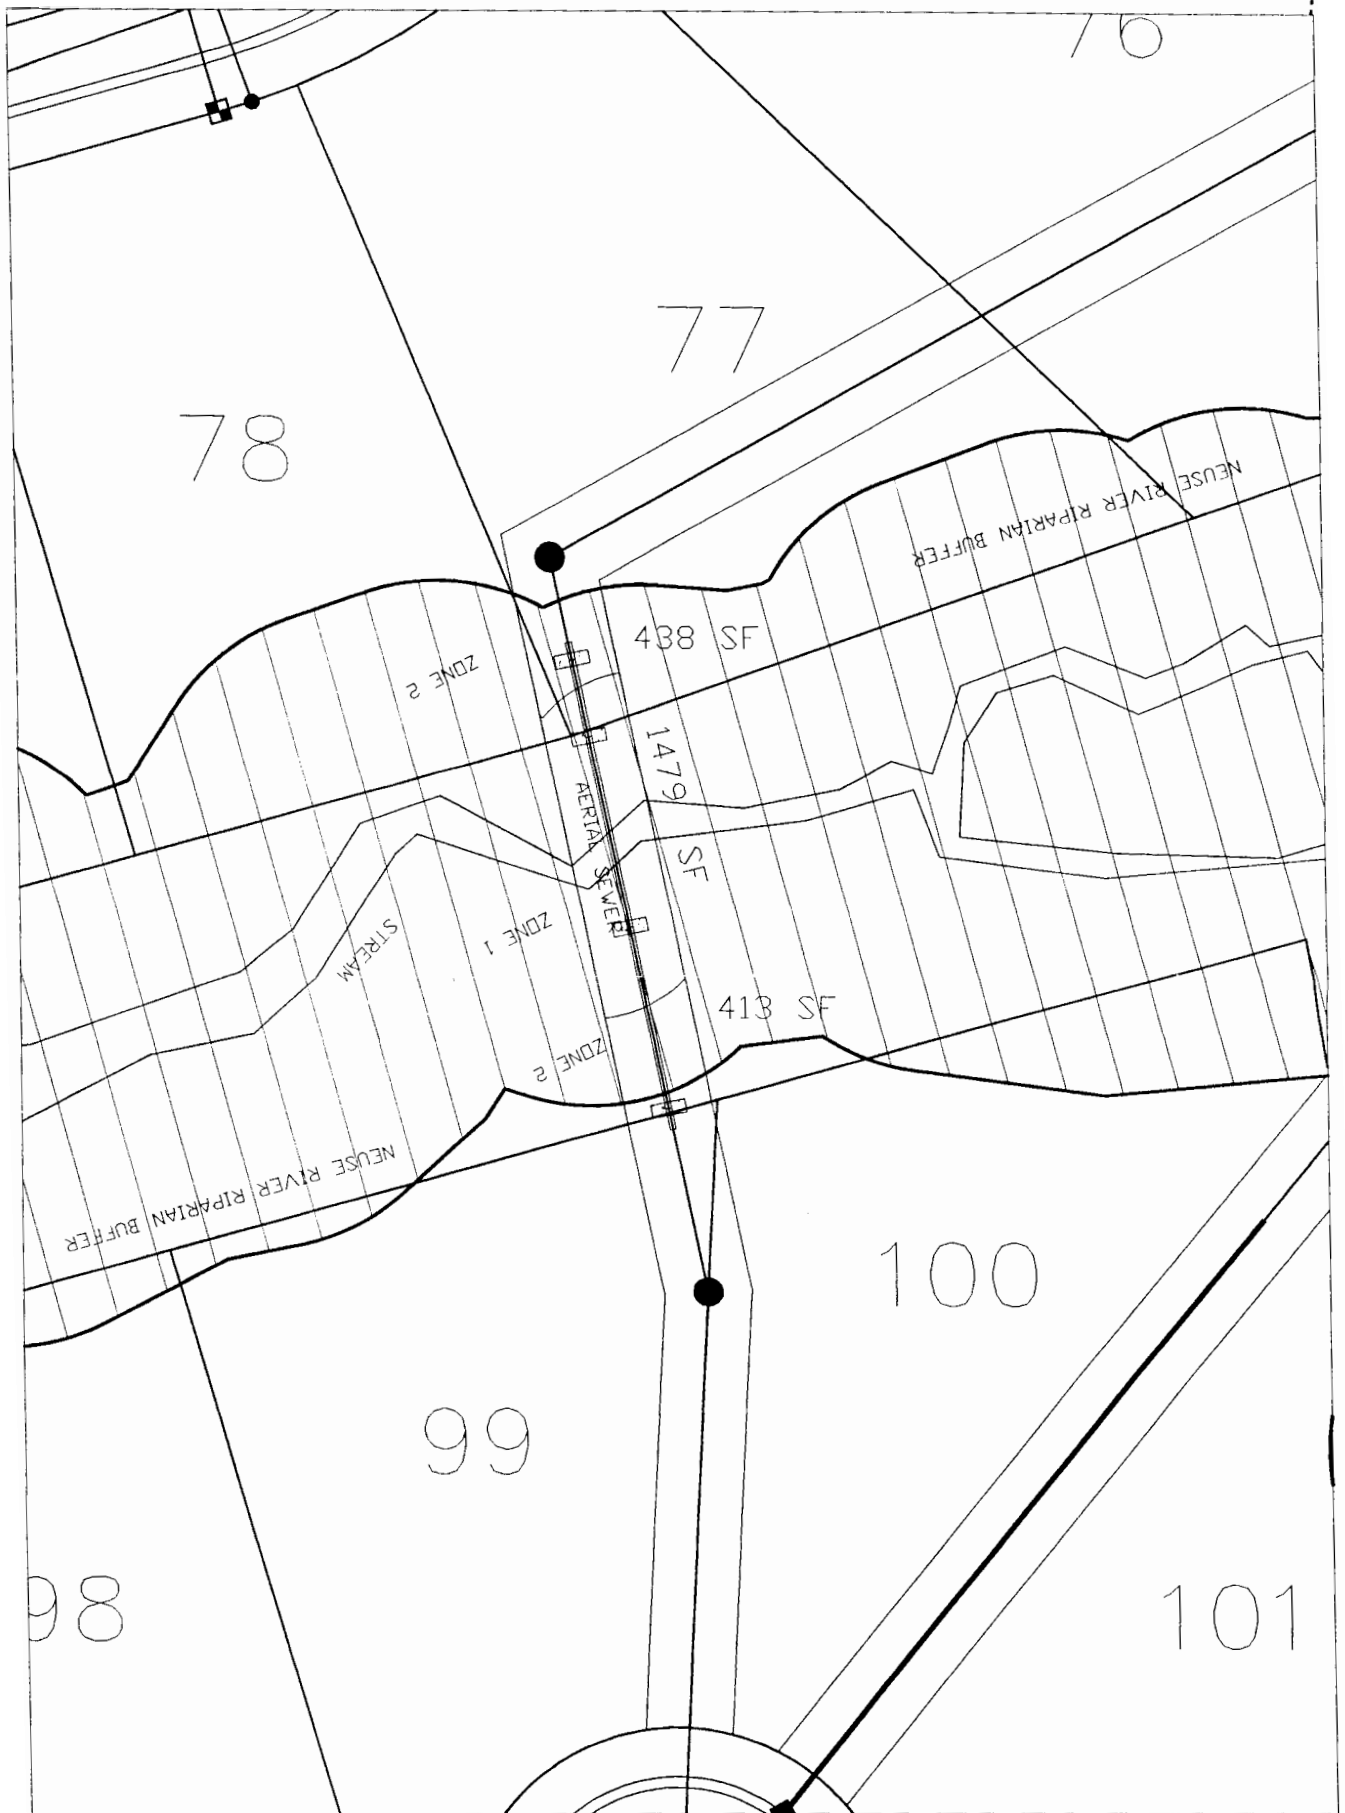 76
77
78
NEUSE RIVER RIPARIAN BUFFER
438 SF
ZONE 2
1479 SF
AERIAL SEWER
ZONE 1
STREAM
413 SF
ZONE 2
NEUSE RIVER RIPARIAN BUFFER
100
99
98
101